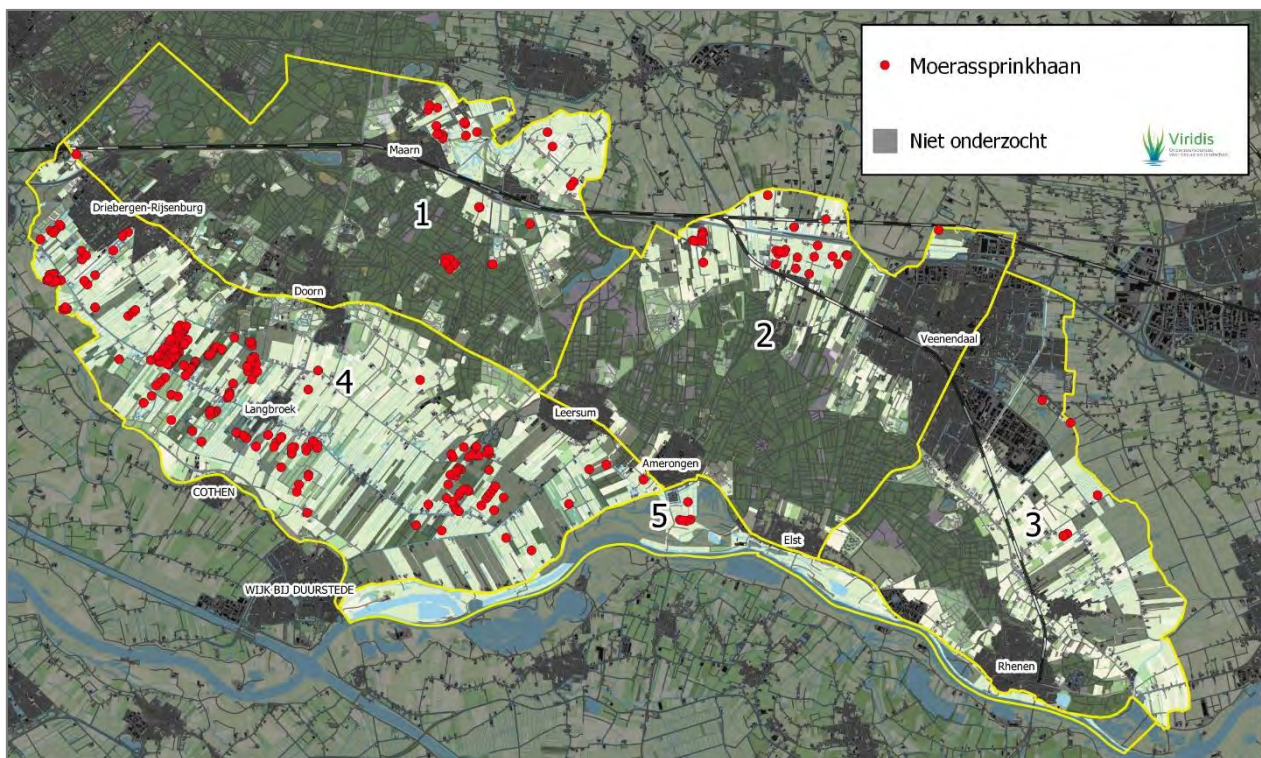 Moerassprinkhaan
Niet onderzocht
Viridis
Maarn
1
Driebergen-Rijsenburg
Doorn
2
Veenendaal
4
Langbroek
Leersum
Amerongen
COTHEN
5
3
Elst
WIJK BIJ DUURSTEDE
Rhenen